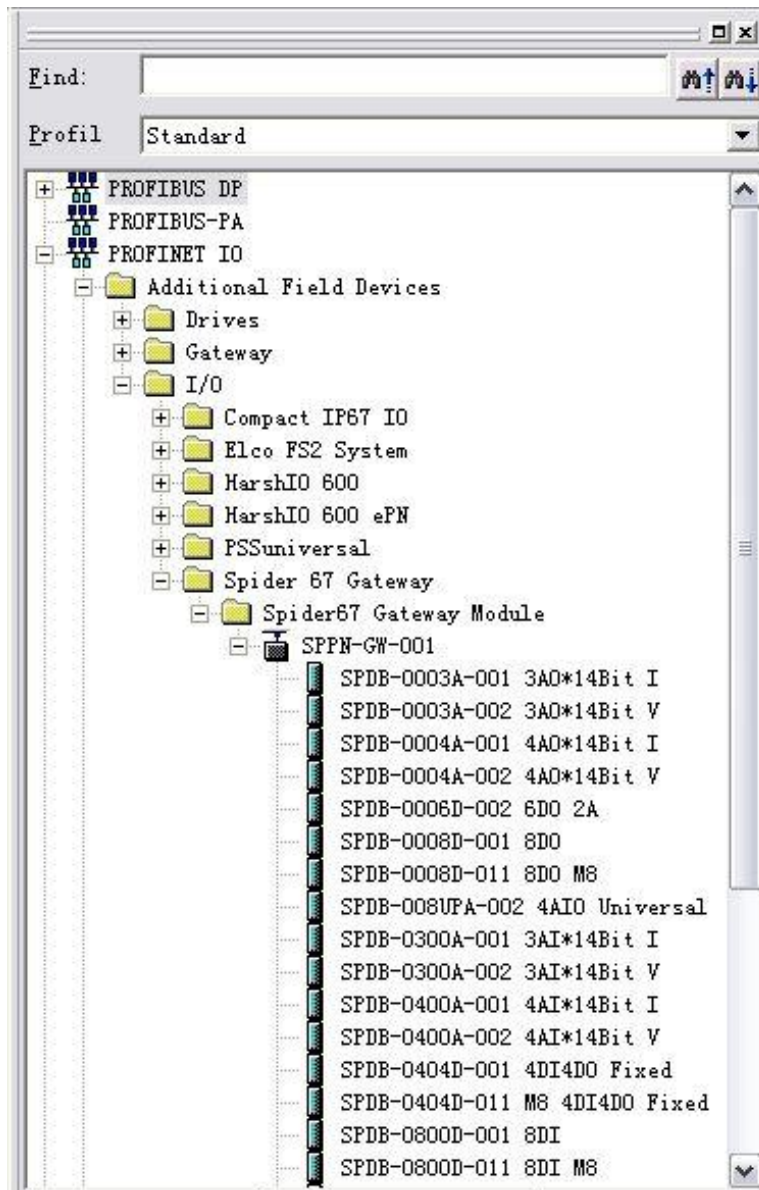 Find:
Profil Standard
PROFIBUS DP
PROFIBUS-PA
PROFINET IO
Additional Field Devices
Drives
Gateway
I/O
Compact IP67 IO
Elco FS2 System
HarshIO 600
HarshIO 600 ePN
PSSuniversal
Spider 67 Gateway
Spider67 Gateway Module
SPPN-GW-001
SPDB-0003A-001 3AO*14Bit I
SPDB-0003A-002 3AO*14Bit V
SPDB-0004A-001 4AO*14Bit I
SPDB-0004A-002 4AO*14Bit V
SPDB-0006D-002 6DO 2A
SPDB-0008D-001 8DO
SPDB-0008D-011 8DO M8
SPDB-008UPA-002 4AIO Universal
SPDB-0300A-001 3AI*14Bit I
SPDB-0300A-002 3AI*14Bit V
SPDB-0400A-001 4AI*14Bit I
SPDB-0400A-002 4AI*14Bit V
SPDB-0404D-001 4DI4DO Fixed
SPDB-0404D-011 M8 4DI4DO Fixed
SPDB-0800D-001 8DI
SPDB-0800D-011 8DI M8